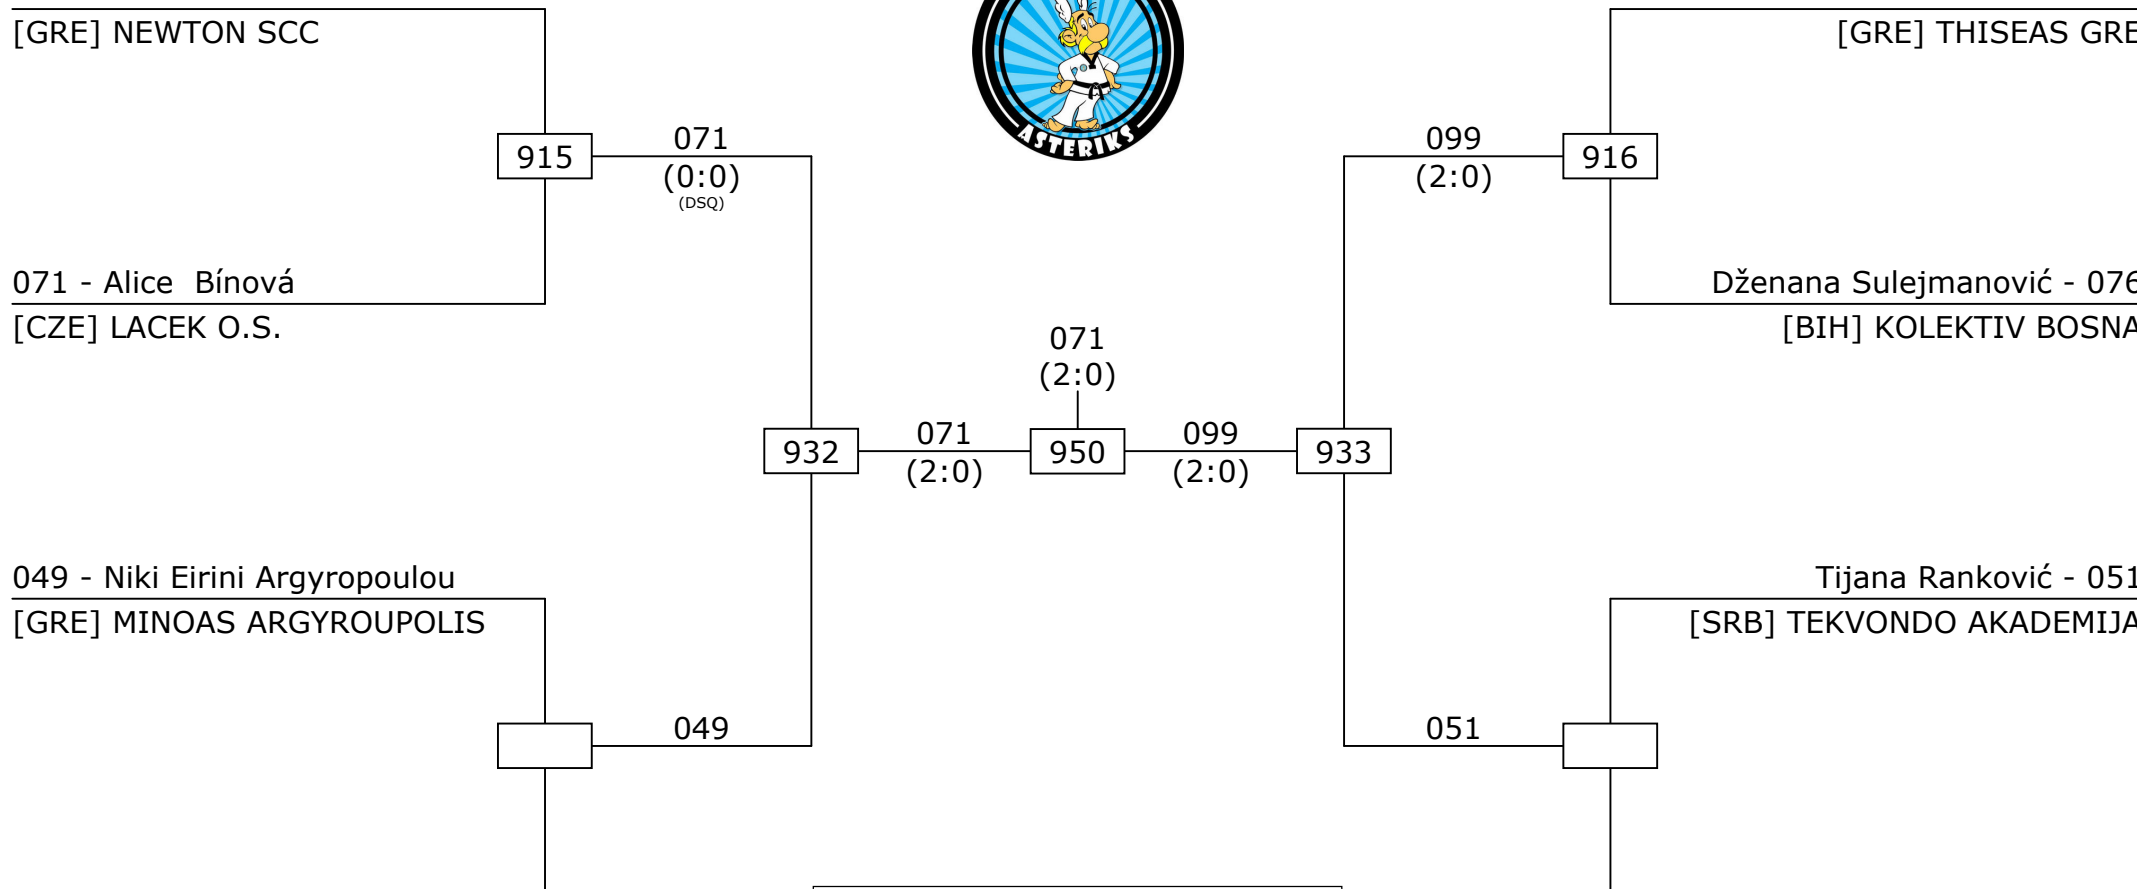 [GRE] NEWTON SCC
[GRE] THISEAS GRE
ASTERIKS
071
915
(0:0)
(DSQ)
099
916
(2:0)
071 - Alice  Bínová
[CZE] LACEK O.S.
Dženana Sulejmanović - 076
[BIH] KOLEKTIV BOSNA
071
(2:0)
932
071
(2:0)
950
099
(2:0)
933
049 - Niki Eirini Argyropoulou
[GRE] MINOAS ARGYROUPOLIS
Tijana Ranković - 051
[SRB] TEKVONDO AKADEMIJA
049
051